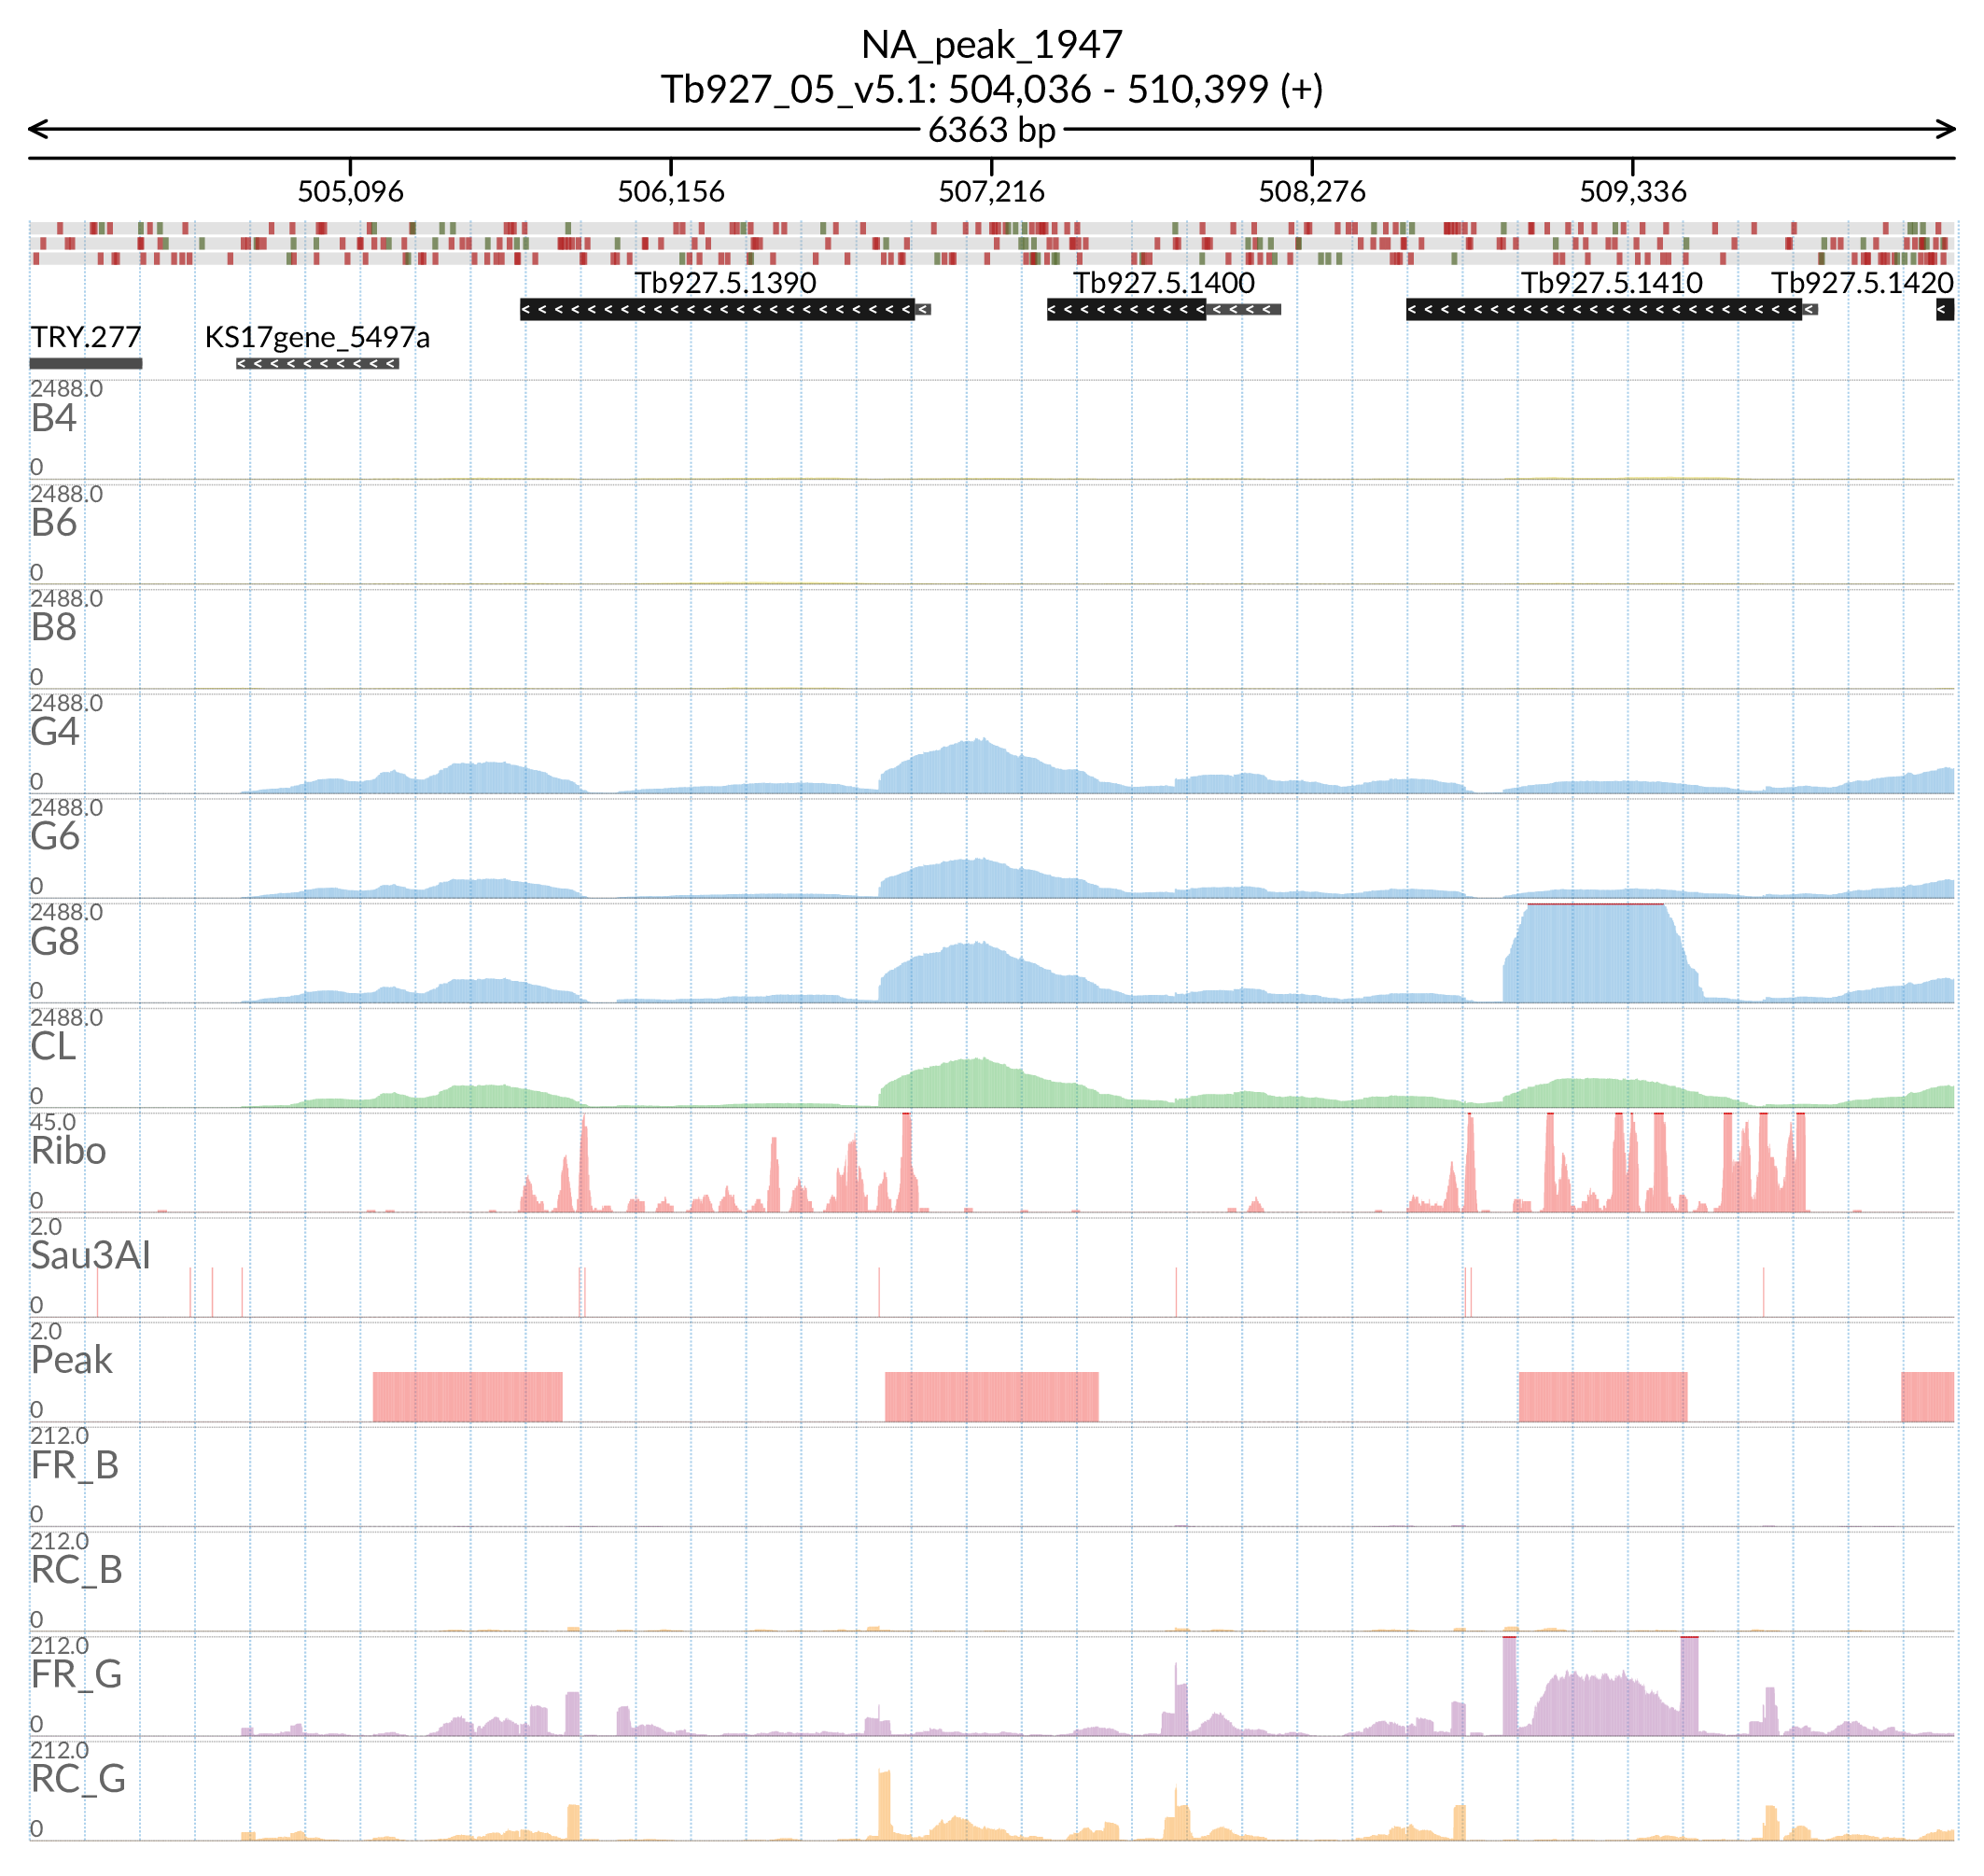 NA_peak_1947
Tb927_05_v5.1: 504,036 - 510,399 (+)
6363 bp
505,096 506,156 507,216 508,276 509,336
Tb927.5.1390 Tb927.5.1400 Tb927.5.1410 Tb927.5.1420
TRY.277 KS17gene_5497a
2488.0
B4
0
2488.0
B6
0
2488.0
B8
0
2488.0
G4
0
2488.0
G6
0
2488.0
G8
0
2488.0
CL
0
45.0
Ribo
0
2.0
Sau3AI
0
2.0
Peak
0
212.0
FR_B
0
212.0
RC_B
0
212.0
FR_G
0
212.0
RC_G
0